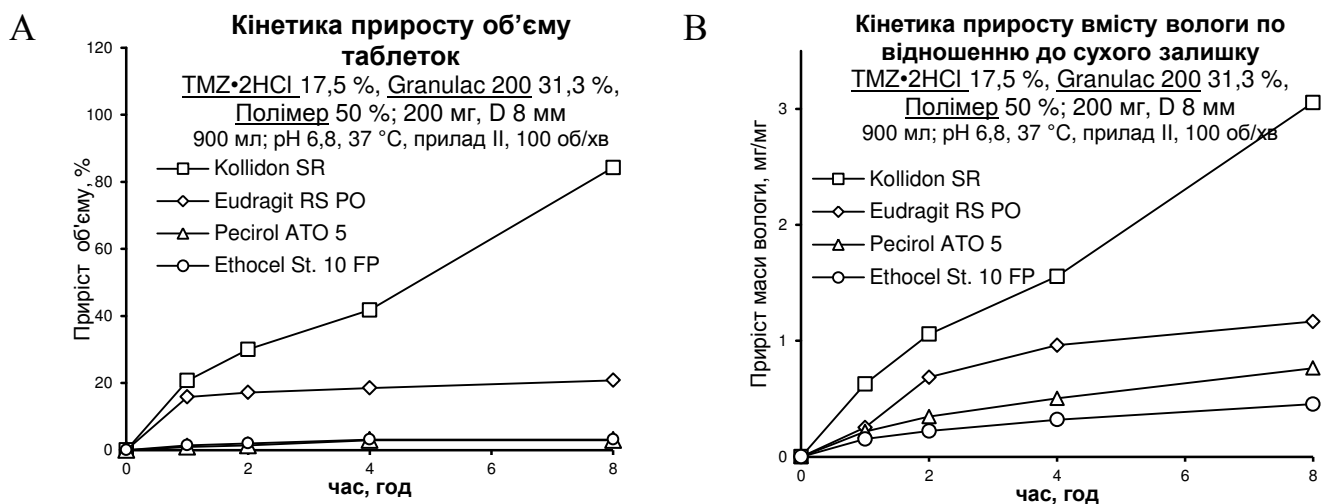 А
Кінетика приросту об’єму
таблеток
TMZ•2HCl 17,5 %, Granulac 200 31,3 %,
Полімер 50 %; 200 мг, D 8 мм
900 мл; рН 6,8, 37 °С, прилад ІІ, 100 об/хв
Приріст об’єму, %
120
100
80
60
40
20
0
Kollidon SR
Eudragit RS PO
Pecirol ATO 5
Ethocel St. 10 FP
0 2 4 6 8
час, год
В
Кінетика приросту вмісту вологи по
відношенню до сухого залишку
TMZ•2HCl 17,5 %, Granulac 200 31,3 %,
Полімер 50 %; 200 мг, D 8 мм
900 мл; рН 6,8, 37 °С, прилад ІІ, 100 об/хв
Приріст маси вологи, мг/мг
3
2
1
0
Kollidon SR
Eudragit RS PO
Pecirol ATO 5
Ethocel St. 10 FP
0 2 4 6 8
час, год